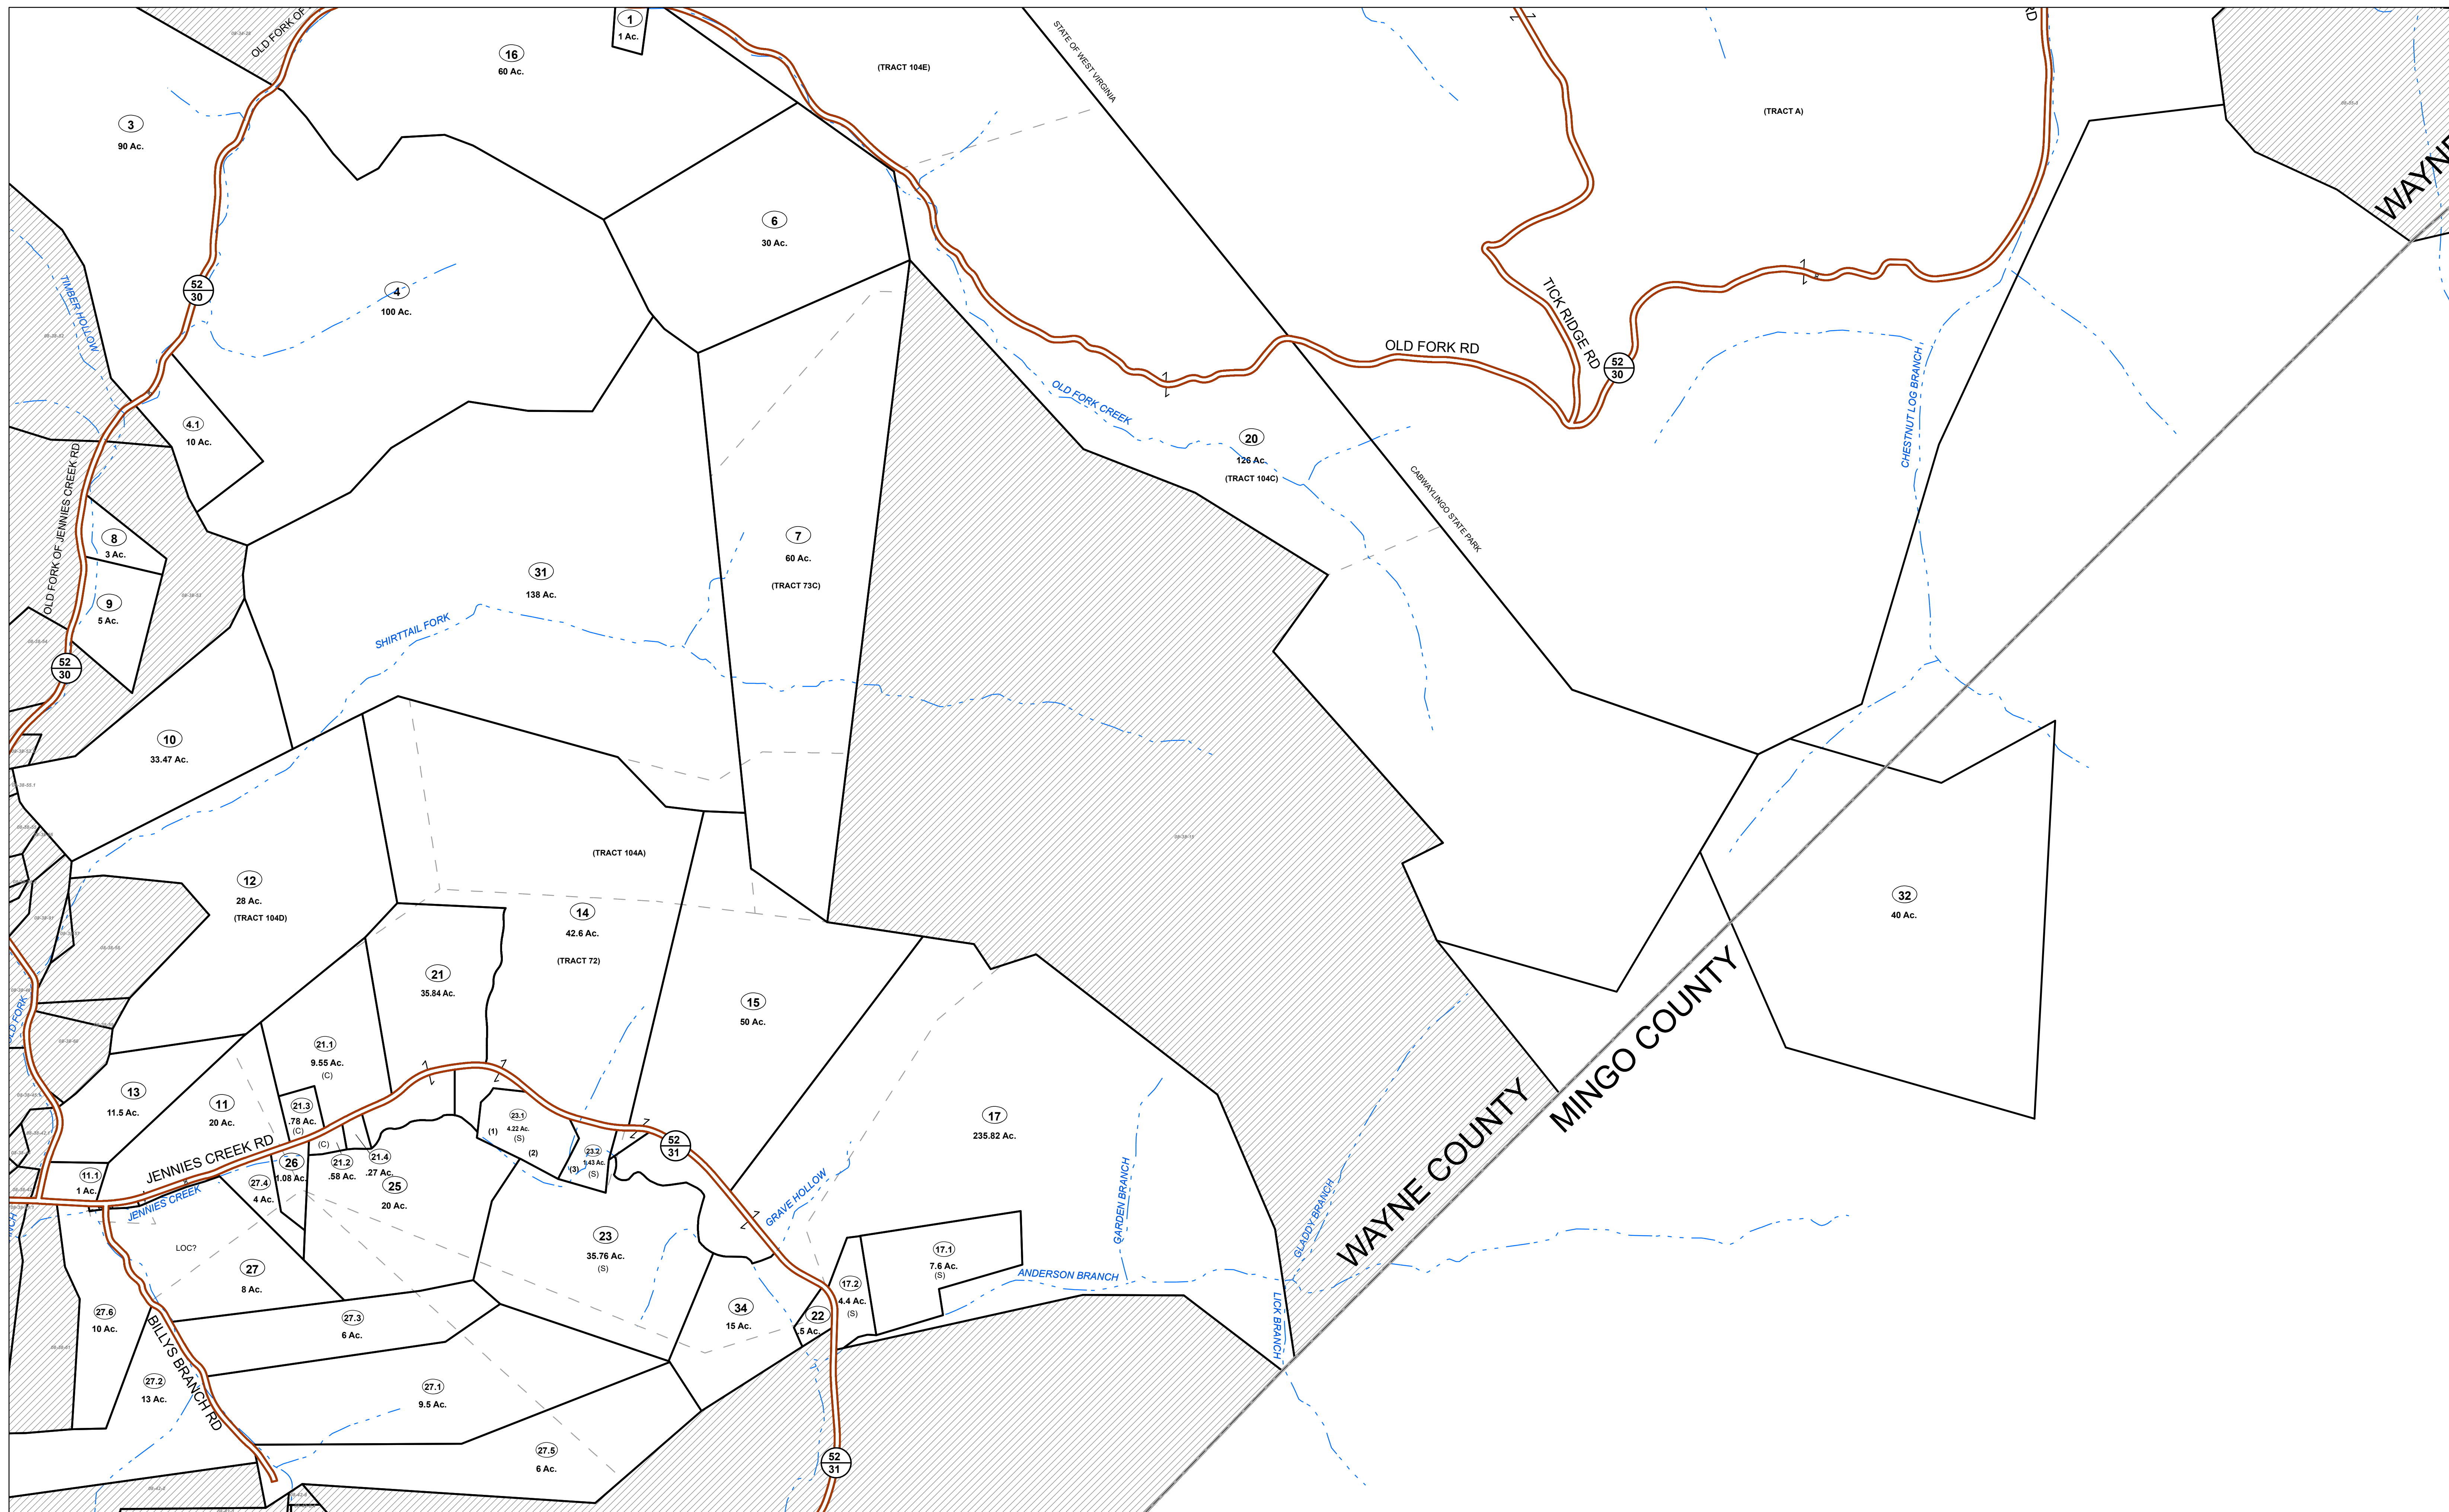 OLD FORK OF
1
1 Ac.
16
60 Ac.
(TRACT 104E)
STATE OF WEST VIRGINIA
(TRACT A)
RD
WAYNE
3
90 Ac.
6
30 Ac.
TIMBER HOLLOW
52
30
4
100 Ac.
TICK RIDGE RD
OLD FORK RD
52
30
OLD FORK CREEK
CHESTNUT LOG BRANCH
4.1
10 Ac.
20
126 Ac.
(TRACT 104C)
CABWAYLINGO STATE PARK
OLD FORK OF JENNIES CREEK RD
8
3 Ac.
7
60 Ac.
(TRACT 73C)
31
138 Ac.
9
5 Ac.
SHIRTTAIL FORK
52
30
10
33.47 Ac.
(TRACT 104A)
12
28 Ac.
(TRACT 104D)
14
42.6 Ac.
(TRACT 72)
32
40 Ac.
21
35.84 Ac.
15
50 Ac.
OLD FORK
21.1
9.55 Ac.
(C)
13
11.5 Ac.
11
20 Ac.
21.3
.78 Ac.
(C)
23.1
4.22 Ac.
(S)
(1)
(2)
(3)
17
235.82 Ac.
MINGO COUNTY
WAYNE COUNTY
JENNIES CREEK RD
(C)
52
31
23.2
1.43 Ac.
(S)
11.1
1 Ac.
26
1.08 Ac.
21.2
.58 Ac.
21.4
.27 Ac.
27.4
4 Ac.
25
20 Ac.
JENNIES CREEK
GRAVE HOLLOW
GARDEN BRANCH
GLADDY BRANCH
LOC?
23
35.76 Ac.
(S)
17.1
7.6 Ac.
(S)
ANDERSON BRANCH
27
8 Ac.
17.2
4.4 Ac.
(S)
27.6
10 Ac.
27.3
6 Ac.
34
15 Ac.
22
.5 Ac.
LICK BRANCH
BILLYS BRANCH RD
27.2
13 Ac.
27.1
9.5 Ac.
27.5
6 Ac.
52
31